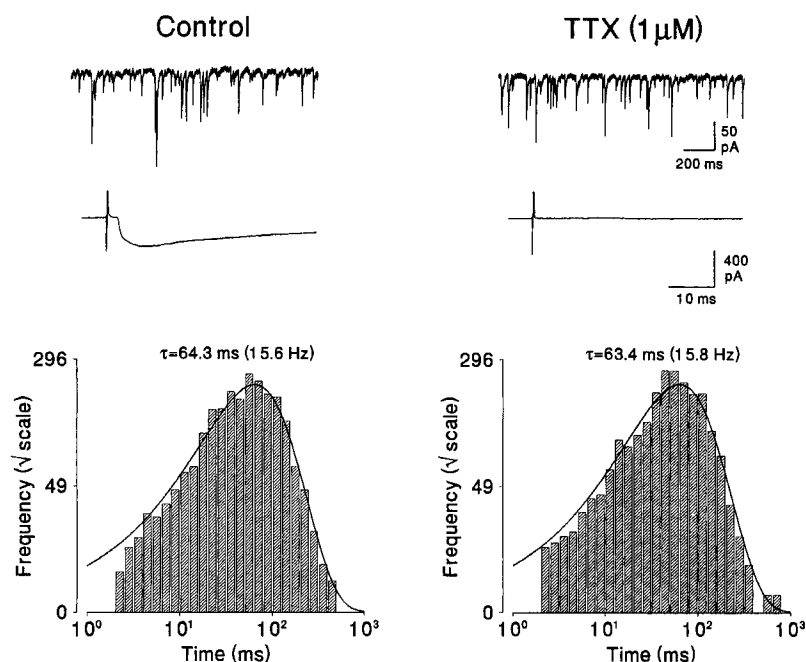 Control
TTX (1 μM)
50
pA
200 ms
400
pA
10 ms
τ=64.3 ms (15.6 Hz)
296
49
0
Frequency (√ scale)
10⁰ 10¹ 10² 10³
Time (ms)
τ=63.4 ms (15.8 Hz)
296
49
0
Frequency (√ scale)
10⁰ 10¹ 10² 10³
Time (ms)